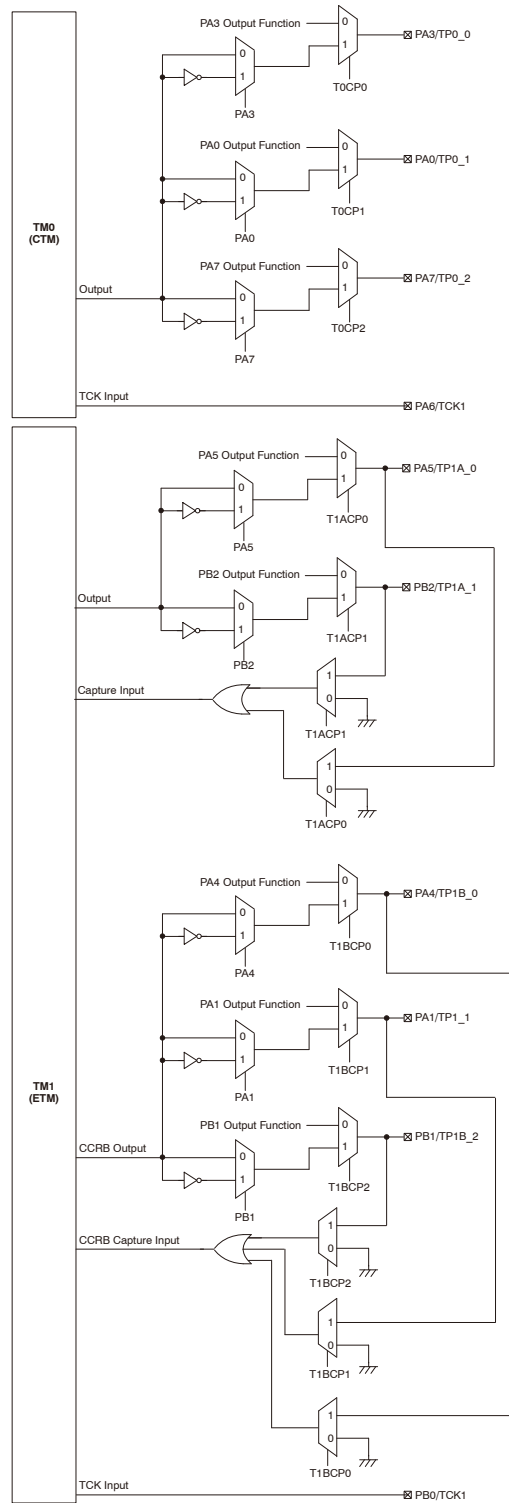 PA3 Output Function
0
1
PA3/TP0_0
0
1
T0CP0
PA3
PA0 Output Function
0
1
PA0/TP0_1
0
1
T0CP1
PA0
TM0
(CTM)
PA7 Output Function
0
1
PA7/TP0_2
Output
0
1
T0CP2
PA7
TCK Input
PA6/TCK1
PA5 Output Function
0
1
PA5/TP1A_0
0
1
T1ACP0
PA5
PB2 Output Function
0
1
PB2/TP1A_1
Output
0
1
T1ACP1
PB2
Capture Input
1
0
T1ACP1
1
0
T1ACP0
PA4 Output Function
0
1
PA4/TP1B_0
0
1
T1BCP0
PA4
PA1 Output Function
0
1
PA1/TP1_1
0
1
T1BCP1
PA1
TM1
(ETM)
PB1 Output Function
0
1
PB1/TP1B_2
CCRB Output
0
1
T1BCP2
PB1
CCRB Capture Input
1
0
T1BCP2
1
0
T1BCP1
1
0
T1BCP0
TCK Input
PB0/TCK1